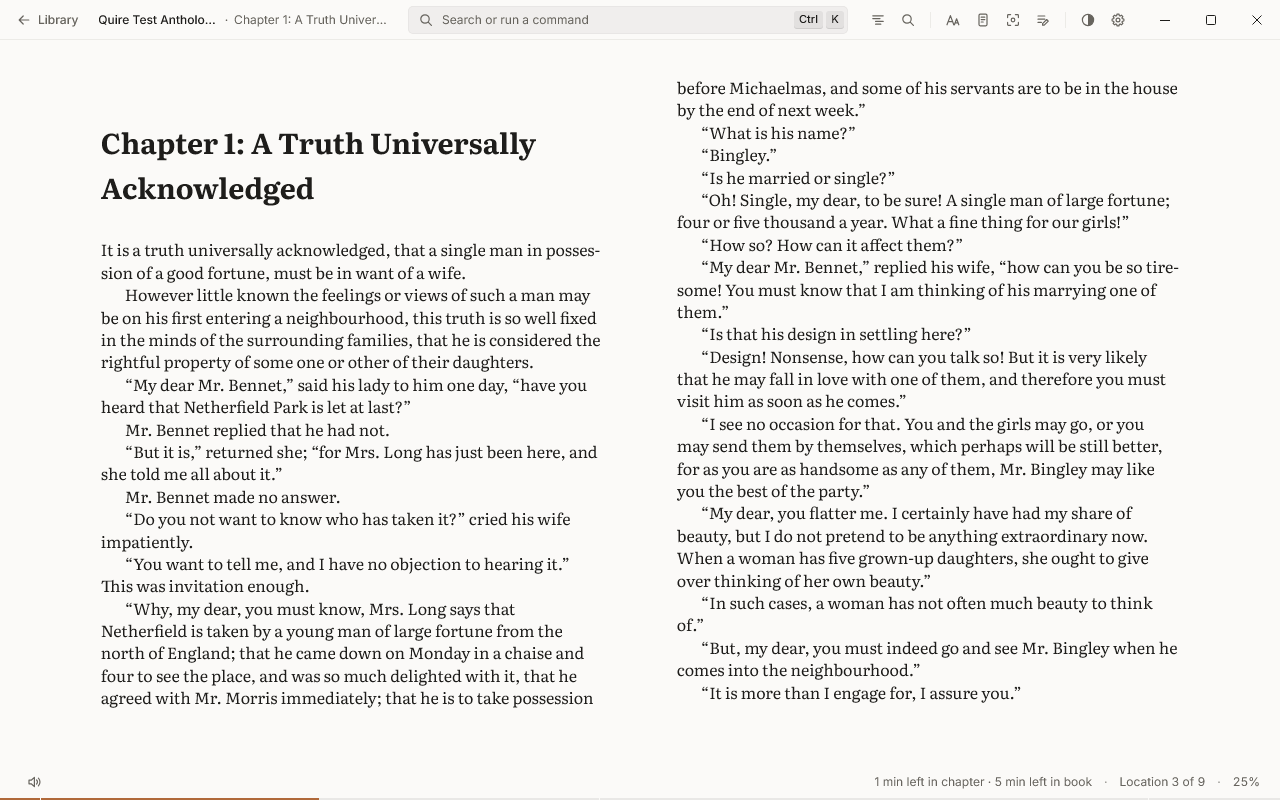 Library
Quire Test Antholo... · Chapter 1: A Truth Univer...
Search or run a command
Ctrl K
Chapter 1: A Truth Universally
Acknowledged
It is a truth universally acknowledged, that a single man in posses-
sion of a good fortune, must be in want of a wife.
However little known the feelings or views of such a man may
be on his first entering a neighbourhood, this truth is so well fixed
in the minds of the surrounding families, that he is considered the
rightful property of some one or other of their daughters.
“My dear Mr. Bennet,” said his lady to him one day, “have you
heard that Netherfield Park is let at last?”
Mr. Bennet replied that he had not.
“But it is,” returned she; “for Mrs. Long has just been here, and
she told me all about it.”
Mr. Bennet made no answer.
“Do you not want to know who has taken it?” cried his wife
impatiently.
“You want to tell me, and I have no objection to hearing it.”
This was invitation enough.
“Why, my dear, you must know, Mrs. Long says that
Netherfield is taken by a young man of large fortune from the
north of England; that he came down on Monday in a chaise and
four to see the place, and was so much delighted with it, that he
agreed with Mr. Morris immediately; that he is to take possession
before Michaelmas, and some of his servants are to be in the house
by the end of next week.”
“What is his name?”
“Bingley.”
“Is he married or single?”
“Oh! Single, my dear, to be sure! A single man of large fortune;
four or five thousand a year. What a fine thing for our girls!”
“How so? How can it affect them?”
“My dear Mr. Bennet,” replied his wife, “how can you be so tire-
some! You must know that I am thinking of his marrying one of
them.”
“Is that his design in settling here?”
“Design! Nonsense, how can you talk so! But it is very likely
that he may fall in love with one of them, and therefore you must
visit him as soon as he comes.”
“I see no occasion for that. You and the girls may go, or you
may send them by themselves, which perhaps will be still better,
for as you are as handsome as any of them, Mr. Bingley may like
you the best of the party.”
“My dear, you flatter me. I certainly have had my share of
beauty, but I do not pretend to be anything extraordinary now.
When a woman has five grown-up daughters, she ought to give
over thinking of her own beauty.”
“In such cases, a woman has not often much beauty to think
of.”
“But, my dear, you must indeed go and see Mr. Bingley when he
comes into the neighbourhood.”
“It is more than I engage for, I assure you.”
1 min left in chapter · 5 min left in book · Location 3 of 9 · 25%